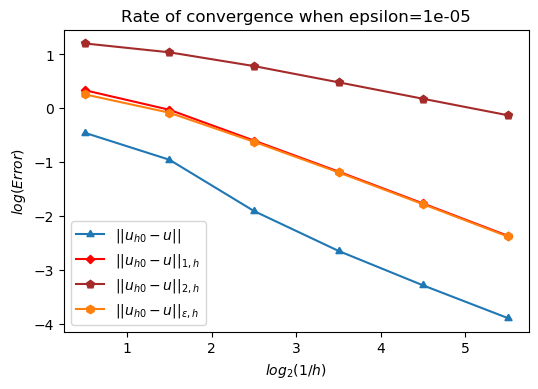 Rate of convergence when epsilon=1e-05
log(Error)
1
0
−1
−2
−3
−4
||u_{h0} − u||
||u_{h0} − u||_{1,h}
||u_{h0} − u||_{2,h}
||u_{h0} − u||_{ε,h}
1 2 3 4 5
log_2(1/h)